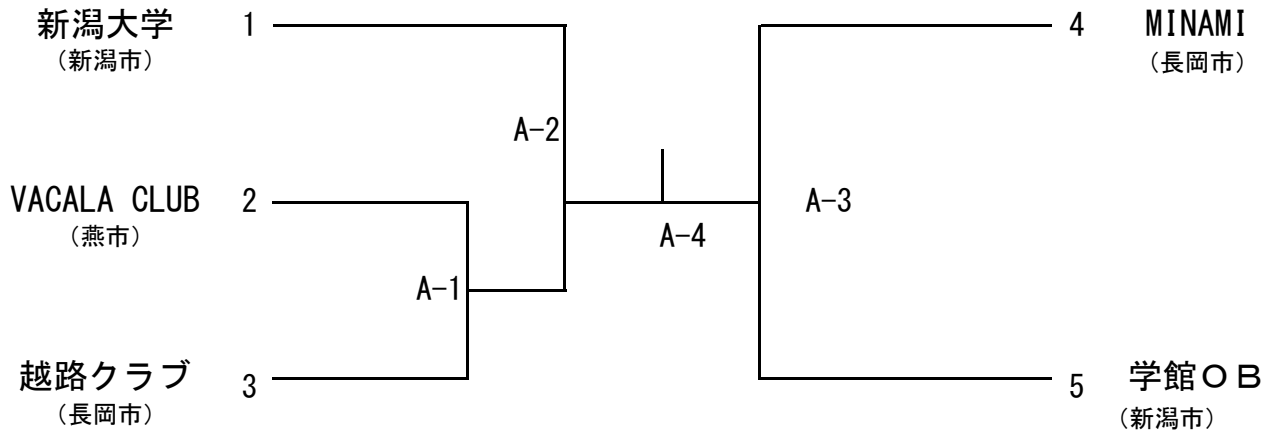 新潟大学 1
(新潟市)
4 MINAMI
(長岡市)
A-2
VACALA CLUB 2
(燕市)
A-3
A-4
A-1
越路クラブ 3
(長岡市)
5 学館ＯＢ
(新潟市)